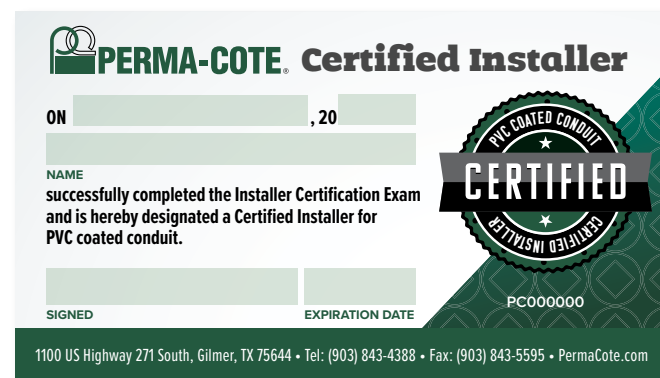 PERMA-COTE® Certified Installer
ON , 20
NAME
successfully completed the Installer Certification Exam
and is hereby designated a Certified Installer for
PVC coated conduit.
SIGNED EXPIRATION DATE
PVC COATED CONDUIT
CERTIFIED
CERTIFIED INSTALLER
PC000000
1100 US Highway 271 South, Gilmer, TX 75644 • Tel: (903) 843-4388 • Fax: (903) 843-5595 • PermaCote.com